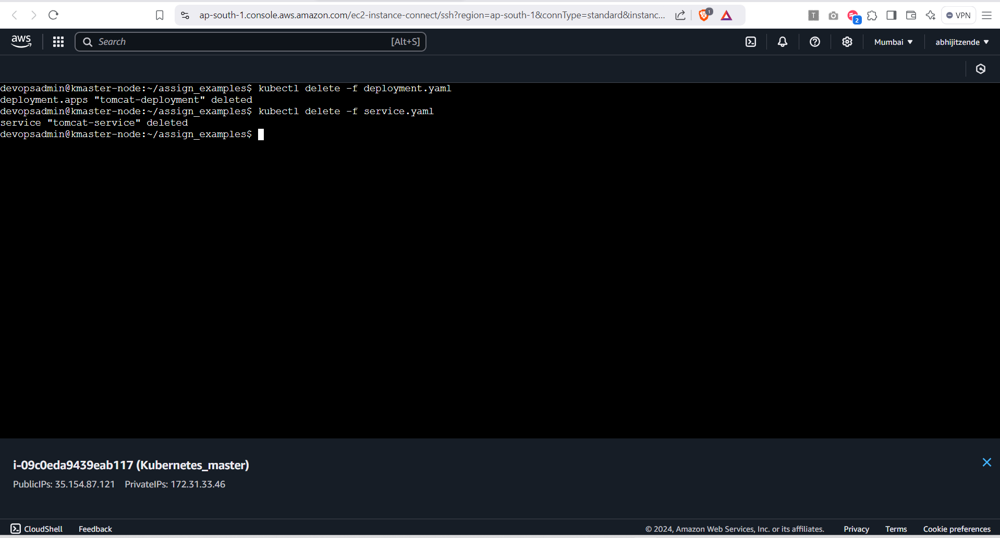 ap-south-1.console.aws.amazon.com/ec2-instance-connect/ssh?region=ap-south-1&connType=standard&instanc...
1
T
2
VPN
aws
Search
[Alt+S]
Mumbai
abhijitzende
devopsadmin@kmaster-node:~/assign_examples$ kubectl delete -f deployment.yaml
deployment.apps "tomcat-deployment" deleted
devopsadmin@kmaster-node:~/assign_examples$ kubectl delete -f service.yaml
service "tomcat-service" deleted
devopsadmin@kmaster-node:~/assign_examples$
i-09c0eda9439eab117 (Kubernetes_master)
PublicIPs: 35.154.87.121 PrivateIPs: 172.31.33.46
CloudShell Feedback © 2024, Amazon Web Services, Inc. or its affiliates. Privacy Terms Cookie preferences